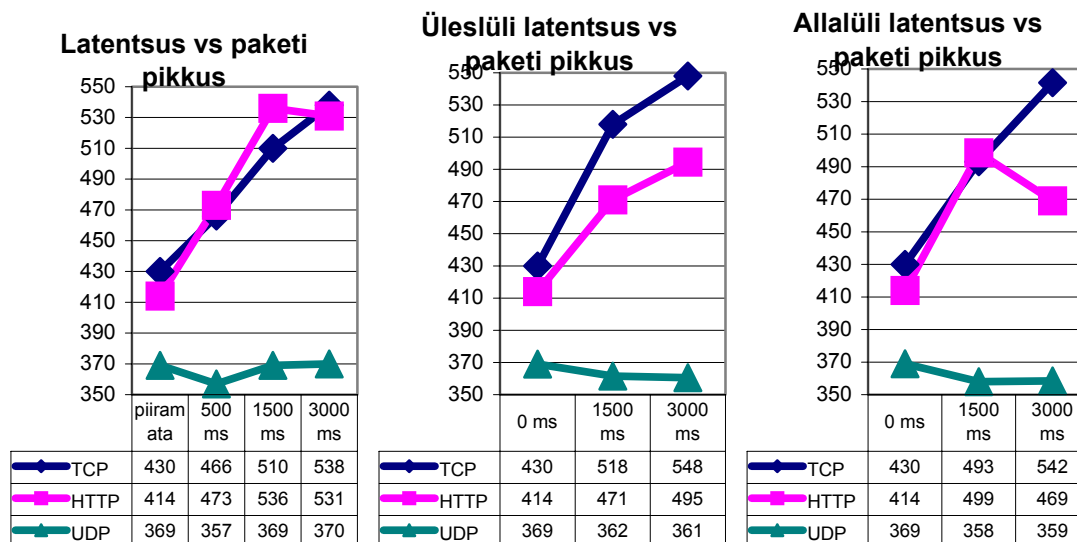 Latentsus vs paketi
pikkus
550
530
510
490
470
450
430
410
390
370
350
piiram
ata
500
ms
1500
ms
3000
ms
TCP 430 466 510 538
HTTP 414 473 536 531
UDP 369 357 369 370
Üleslüli latentsus vs
paketi pikkus
550
530
510
490
470
450
430
410
390
370
350
0 ms
1500
ms
3000
ms
TCP 430 518 548
HTTP 414 471 495
UDP 369 362 361
Allalüli latentsus vs
paketi pikkus
550
530
510
490
470
450
430
410
390
370
350
0 ms
1500
ms
3000
ms
TCP 430 493 542
HTTP 414 499 469
UDP 369 358 359